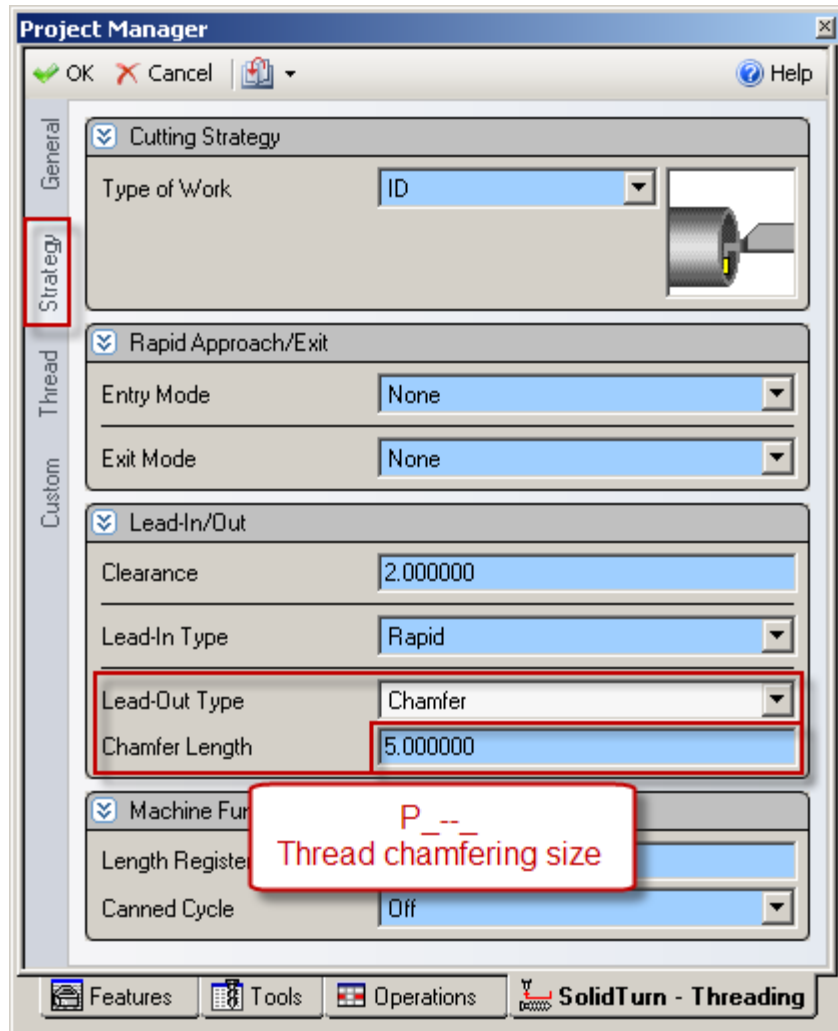 Project Manager
OK Cancel Help
General
Strategy
Thread
Custom
Cutting Strategy
Type of Work ID
Rapid Approach/Exit
Entry Mode None
Exit Mode None
Lead-In/Out
Clearance 2.000000
Lead-In Type Rapid
Lead-Out Type Chamfer
Chamfer Length 5.000000
Machine Fun
P_--_
Thread chamfering size
Length Register
Canned Cycle Off
Features Tools Operations SolidTurn - Threading